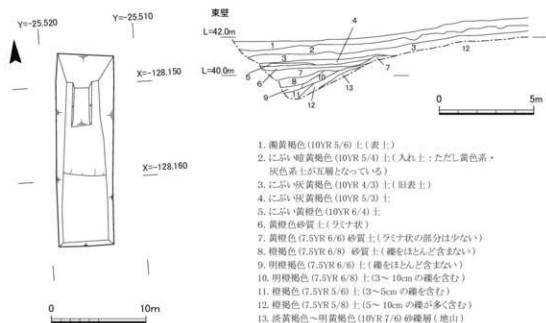 Y=-25,520
Y=-25,510
X=-128,150
X=-128,160
0
10m
東壁
L=42.0m
L=40.0m
1
2
3
4
3
12
5
6
7
8
9
10
11
12
13
7
0
5m
1. 濁黄褐色(10YR 5/6)土(表土)
2. にぶい暗黄褐色(10YR 5/4)土(入れ土：ただし黄色系・
灰色系土が互層となっている)
3. にぶい灰黄褐色(10YR 4/3)土(旧表土)
4. にぶい灰黄褐色(10YR 5/3)土
5. にぶい黄橙色(10YR 6/4)土
6. 黄橙色砂質土(ラミナ状)
7. 黄橙色(7.5YR 6/6)砂質土(ラミナ状の部分は少ない)
8. 橙褐色(7.5YR 6/8) 砂質土(礫をほとんど含まない)
9. 明橙褐色(7.5YR 6/6)土(礫をほとんど含まない)
10. 明橙褐色(7.5YR 6/8)土(3～10cmの礫を含む)
11. 橙褐色(7.5YR 5/6)土(3～5cmの礫を含む)
12. 橙褐色(7.5YR 5/8)土(5～10cmの礫が多く含む)
13. 淡黄褐色～明黄褐色(10YR 7/6)砂礫層(地山)